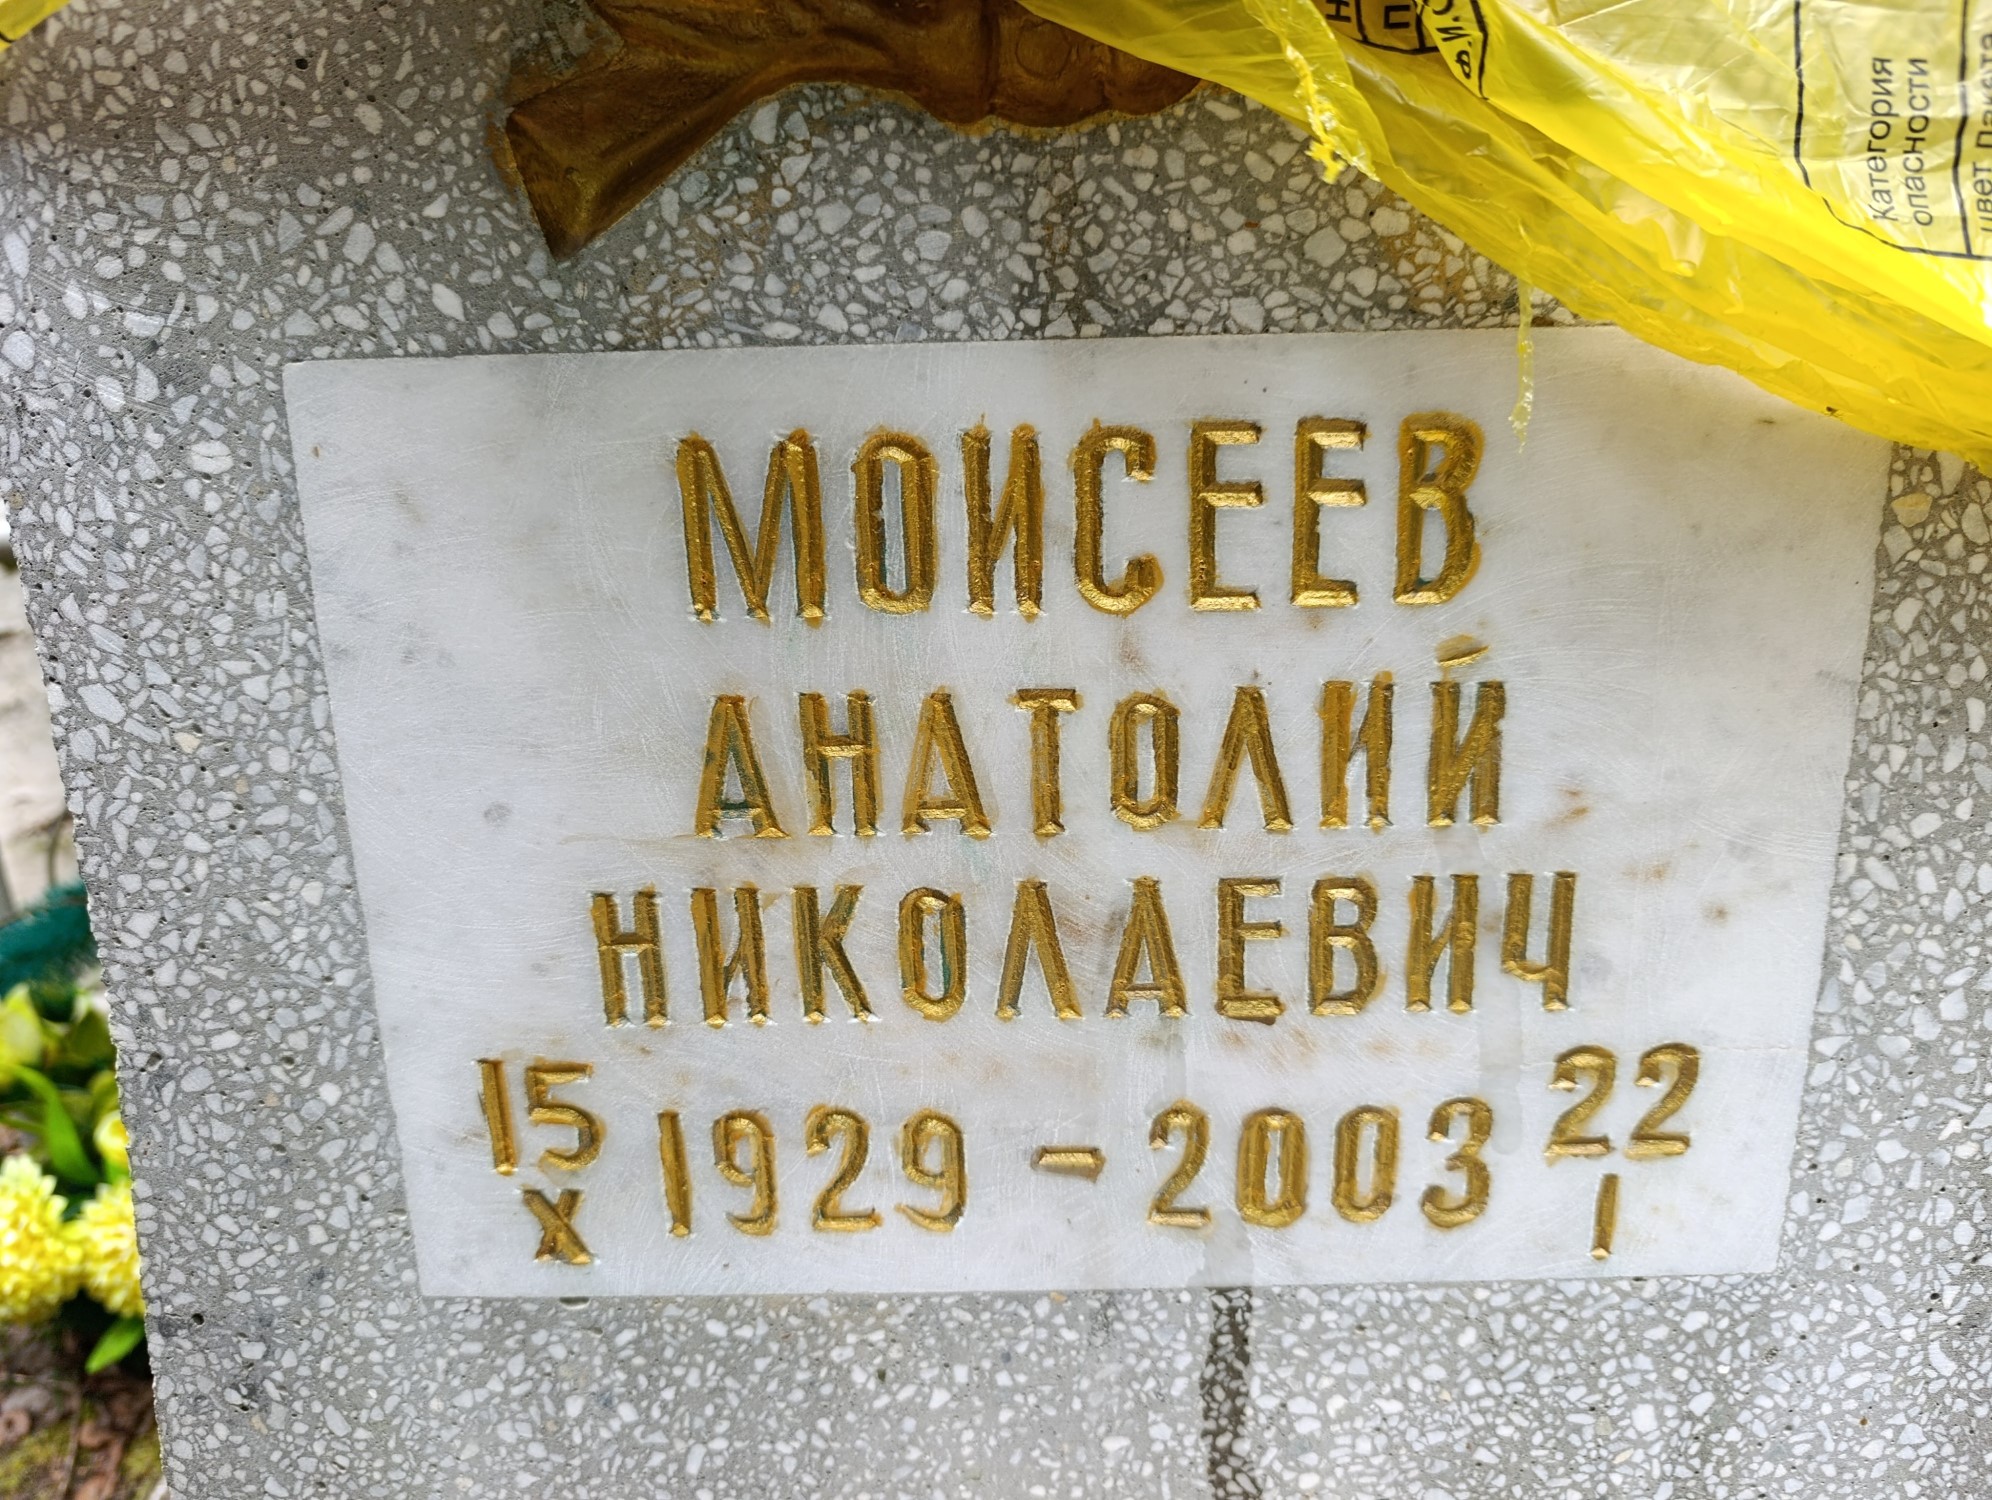 Ф.И.О.
Категория
опасности
МОИСЕЕВ
АНАТОЛИЙ
НИКОЛАЕВИЧ
15 1929 - 2003 22
X I